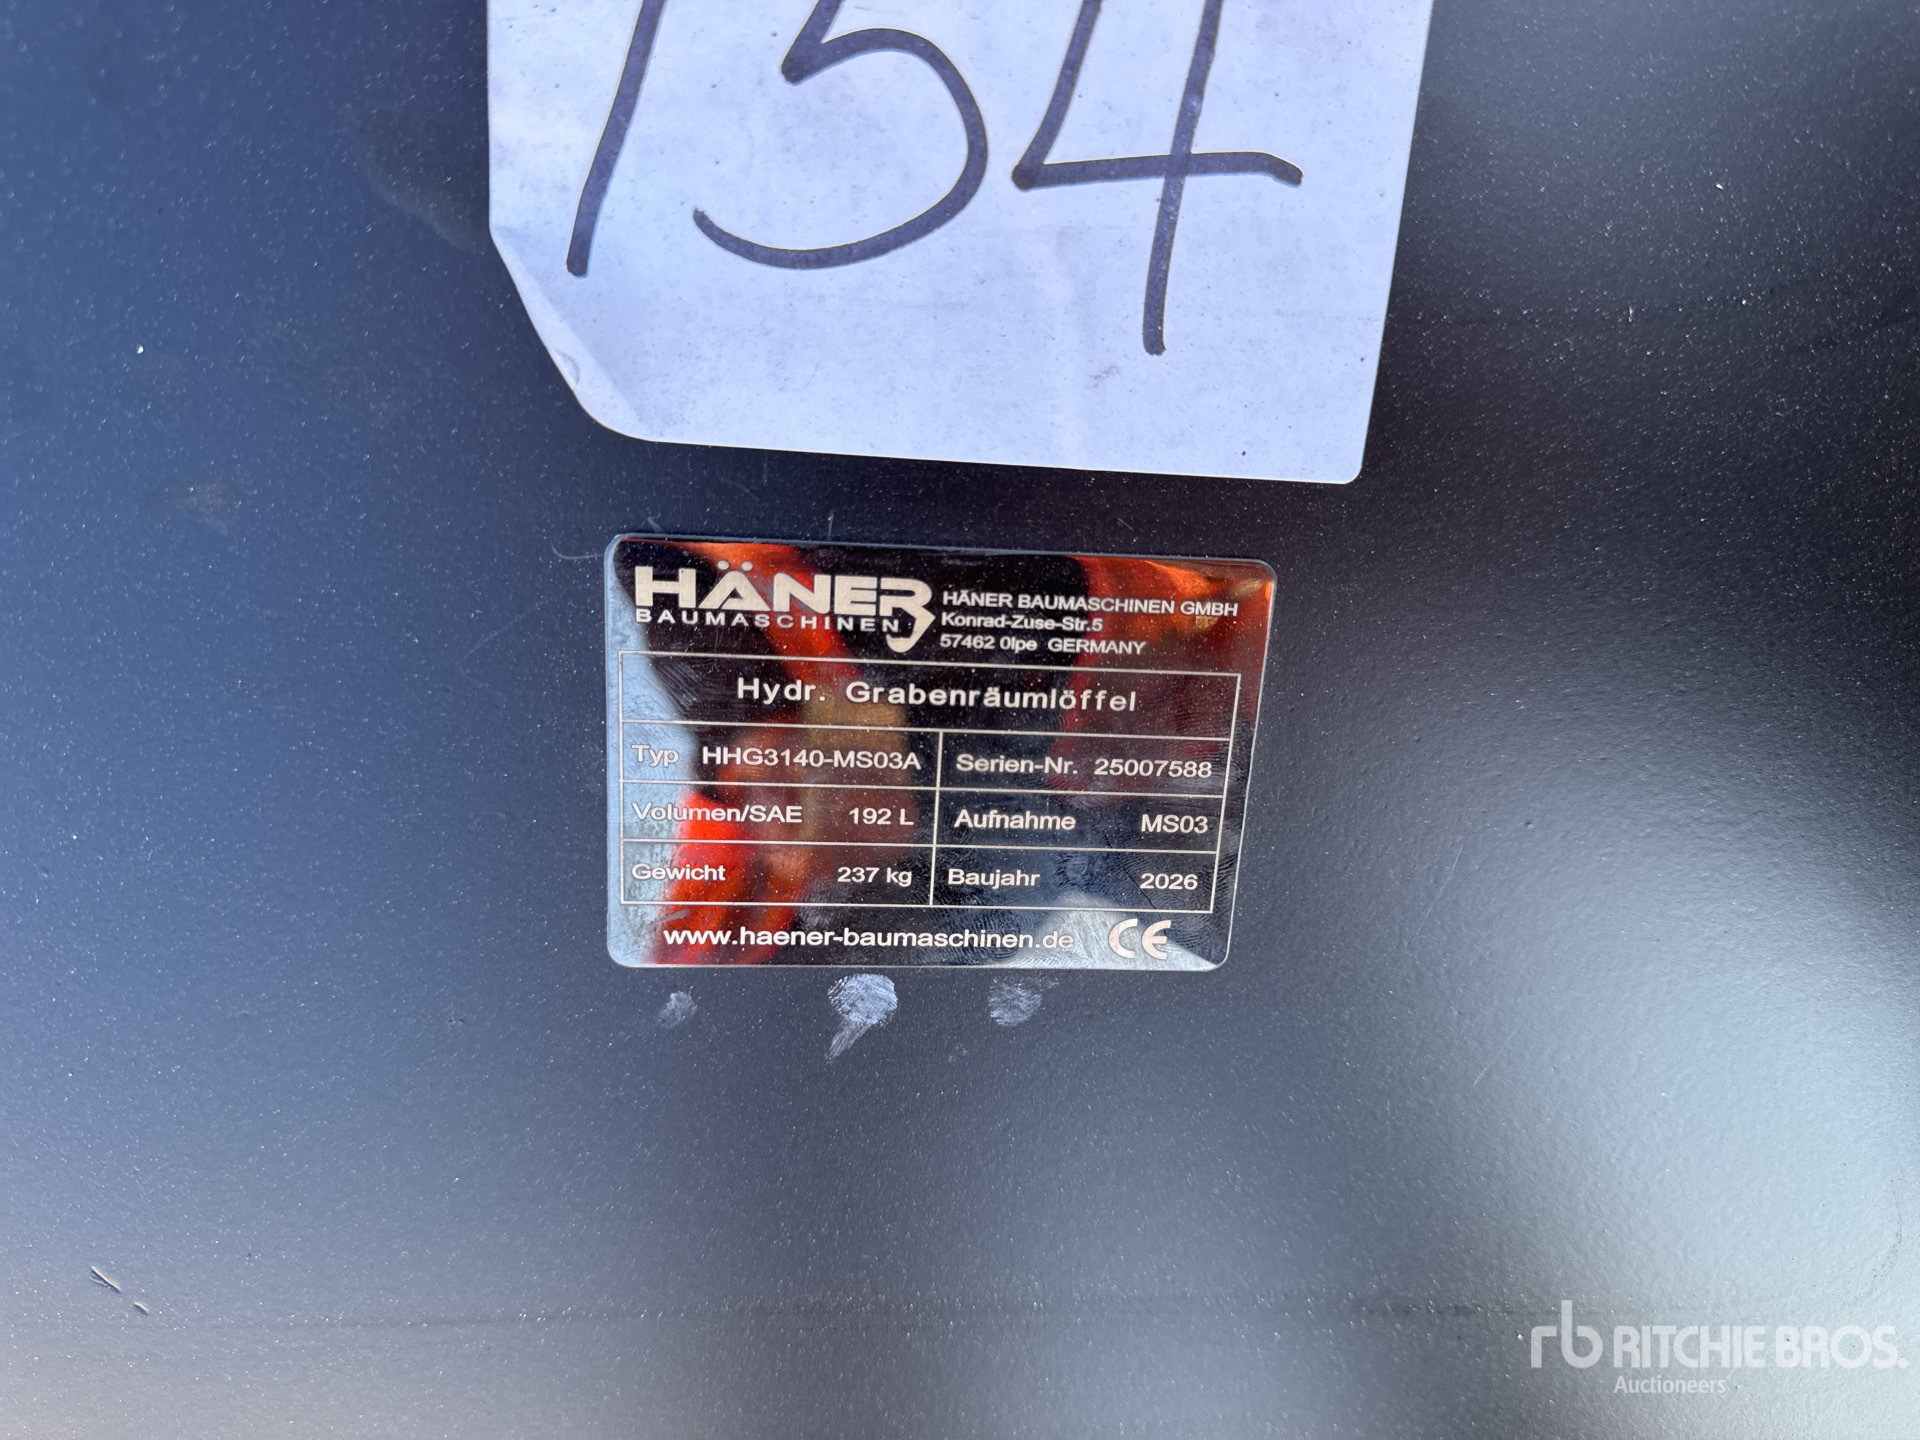 154
HÄNER
BAUMASCHINEN
HÄNER BAUMASCHINEN GMBH
Konrad-Zuse-Str.5
57462 Olpe GERMANY
Hydr. Grabenräumlöffel
Typ HHG3140-MS03A Serien-Nr. 25007588
Volumen/SAE 192 L Aufnahme MS03
Gewicht 237 kg Baujahr 2026
www.haener-baumaschinen.de CE
rb RITCHIE BROS.
Auctioneers